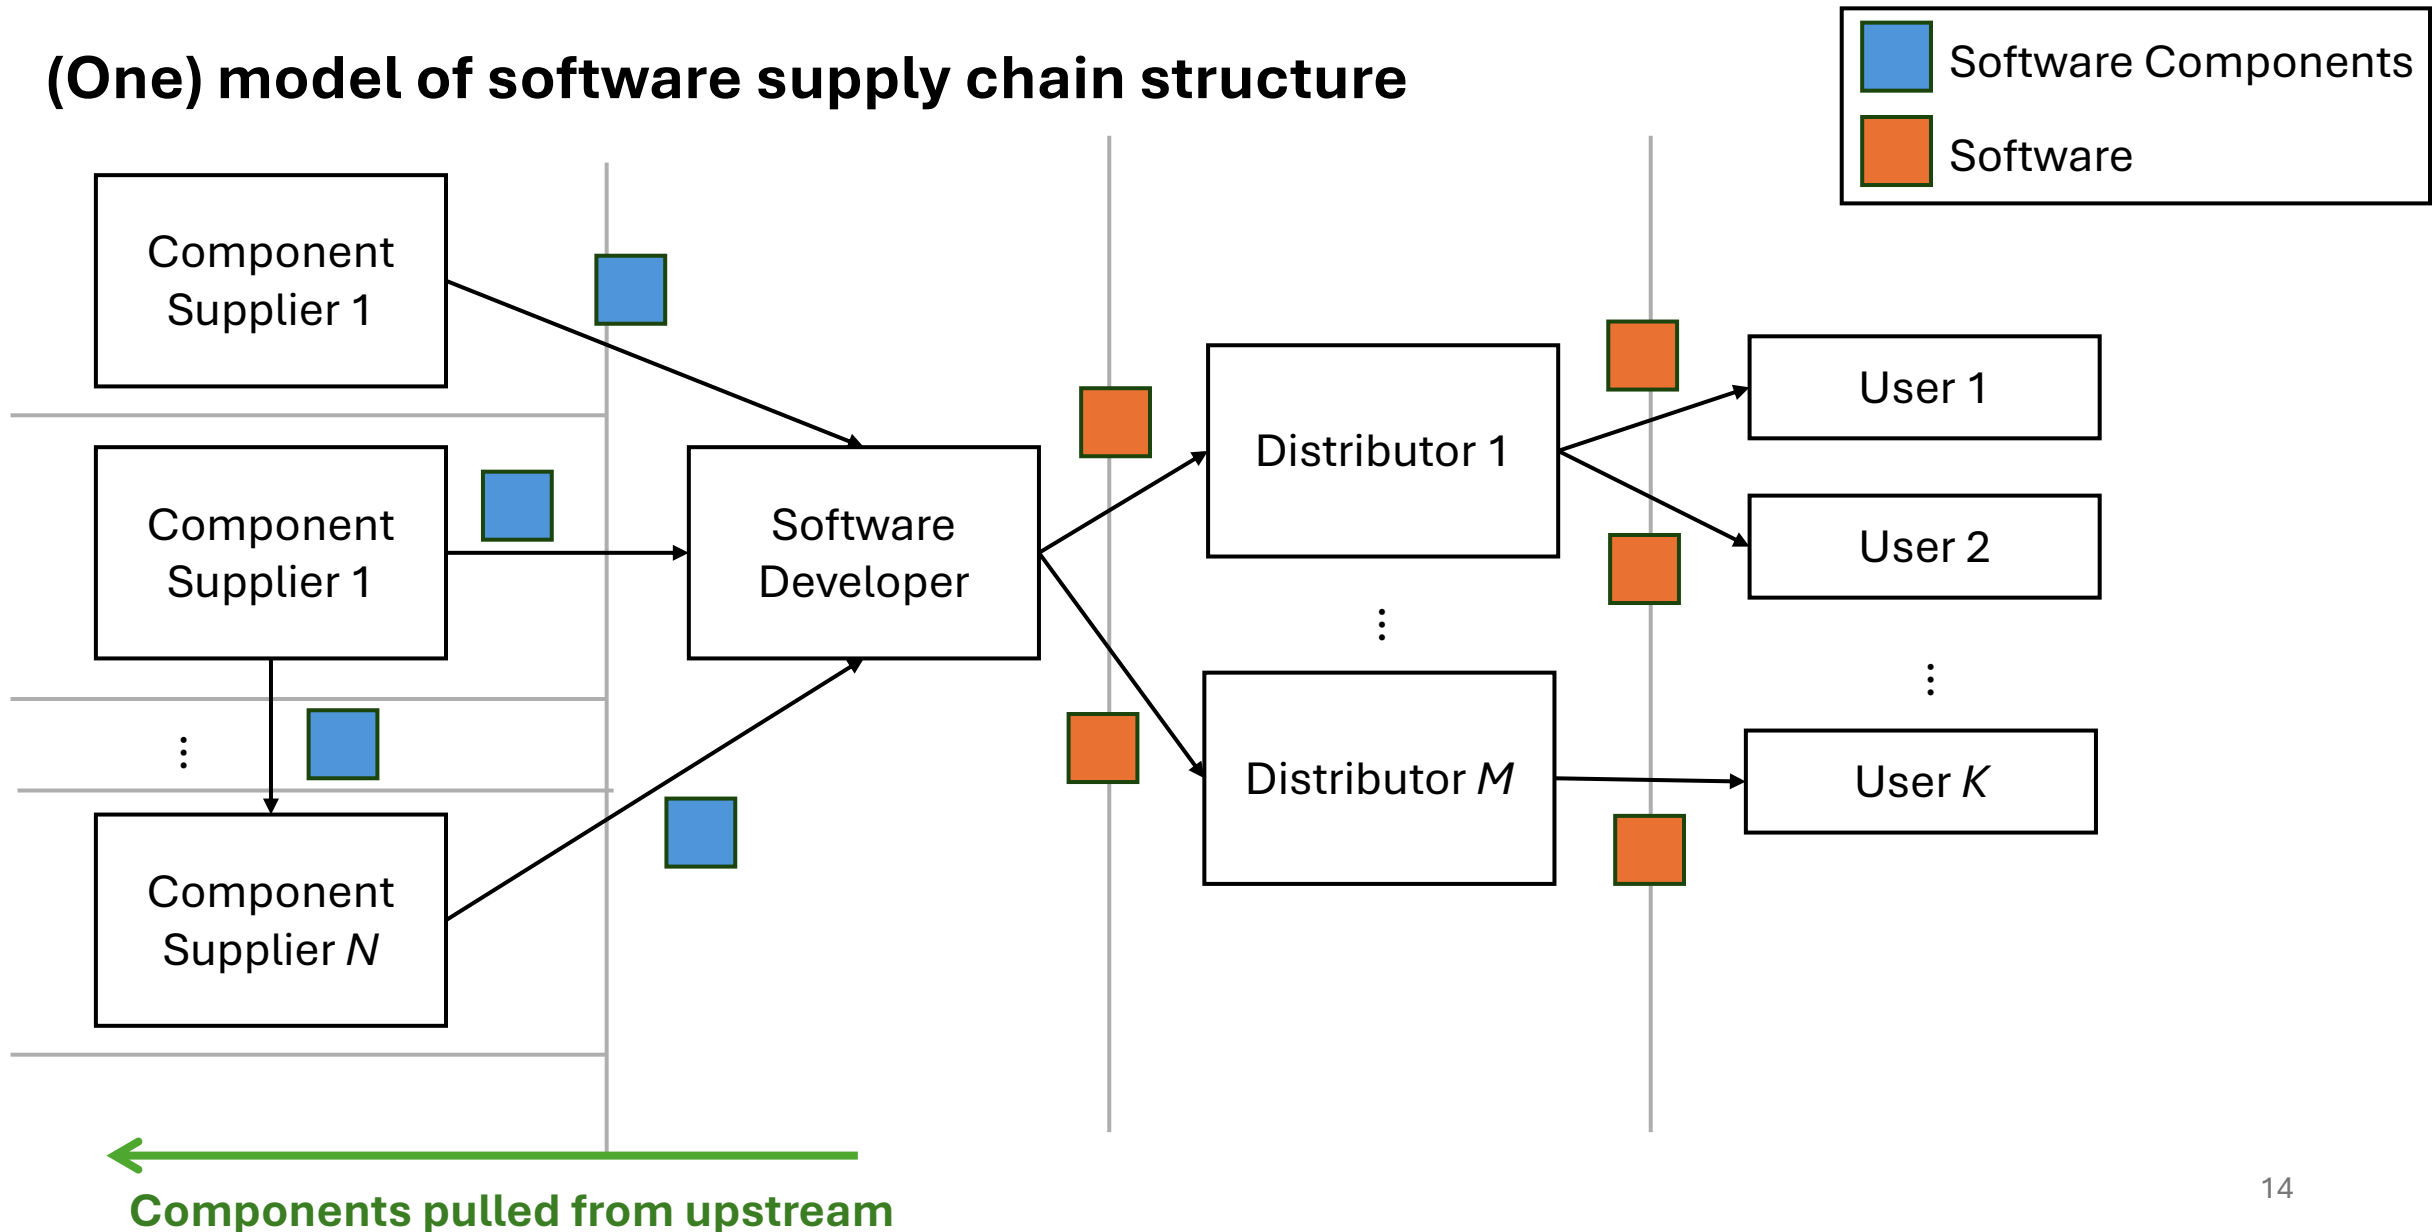 (One) model of software supply chain structure
Software Components
Software
Component
Supplier 1
Component
Supplier 1
⋮
Component
Supplier N
Software
Developer
Distributor 1
⋮
Distributor M
User 1
User 2
⋮
User K
Components pulled from upstream
14